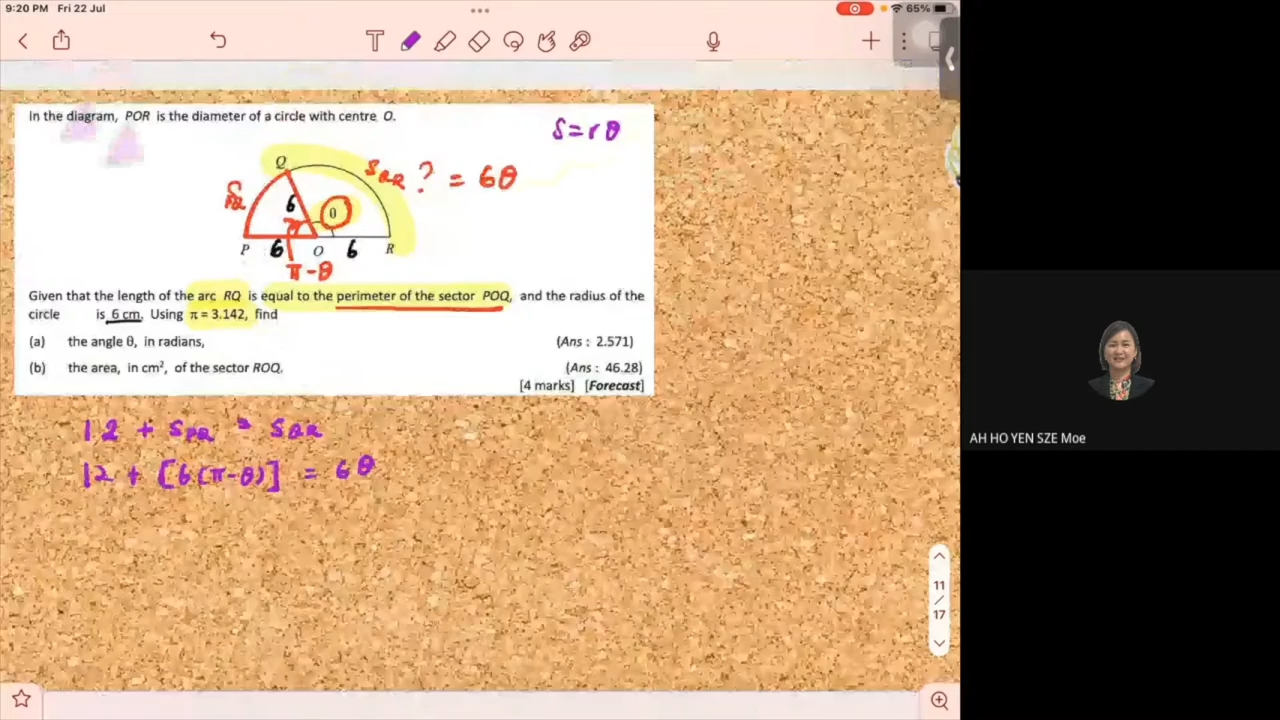 9:20 PM Fri 22 Jul
65%
T
In the diagram, POR is the diameter of a circle with centre O.
S=rθ
Q
S_QR ? = 6θ
S_PQ
6
θ
π
P
6
O
6
R
π-θ
Given that the length of the arc RQ is equal to the perimeter of the sector POQ, and the radius of the
circle is 6 cm. Using π = 3.142, find
(a) the angle θ, in radians, (Ans : 2.571)
(b) the area, in cm², of the sector ROQ. (Ans : 46.28)
[4 marks] [Forecast]
12 + S_PQ = S_QR
12 + [6(π-θ)] = 6θ
AH HO YEN SZE Moe
11
/
17